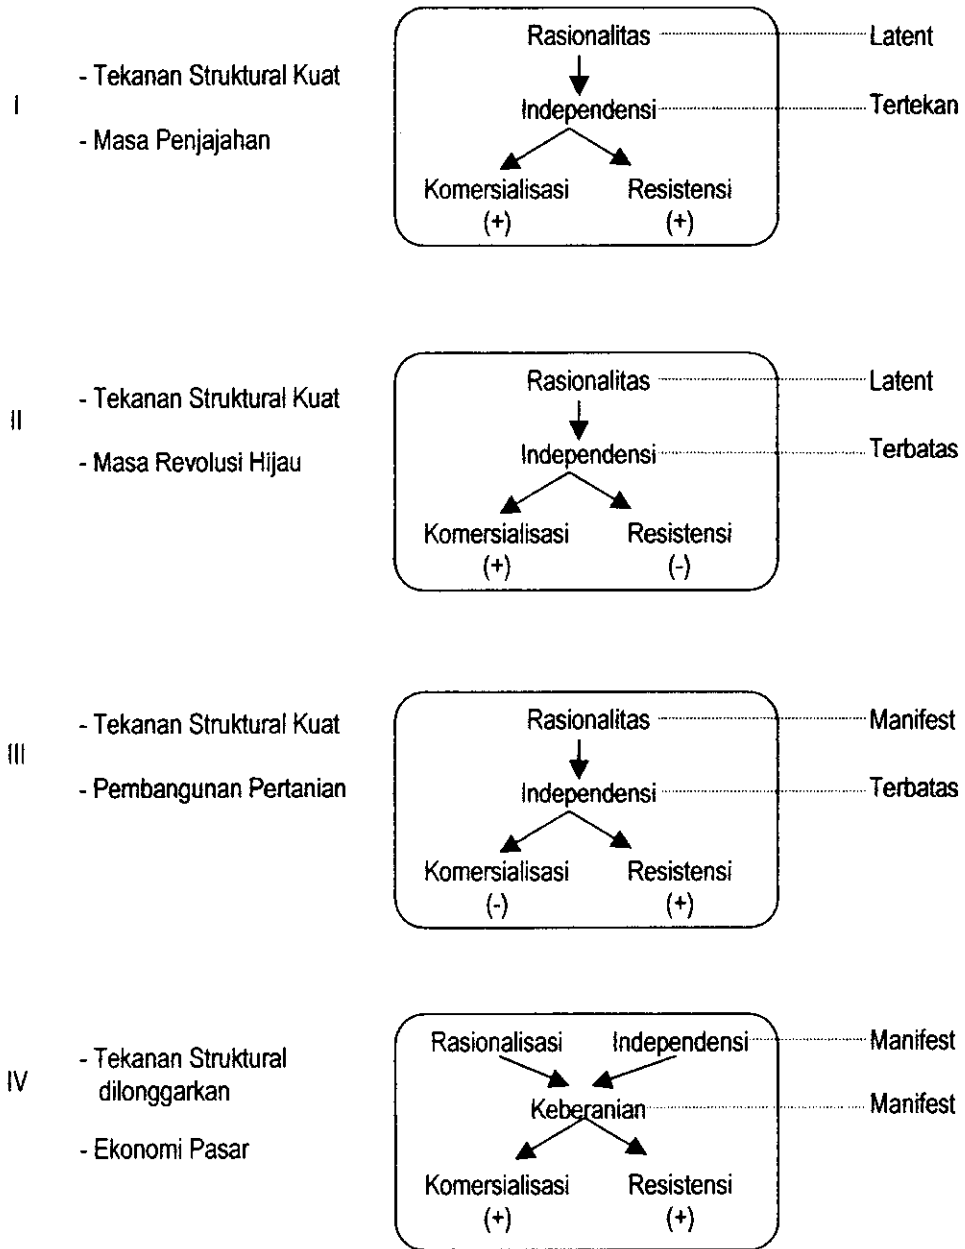 I
- Tekanan Struktural Kuat
- Masa Penjajahan
Rasionalitas
Latent
Independensi
Tertekan
Komersialisasi
Resistensi
(+)
(+)
II
- Tekanan Struktural Kuat
- Masa Revolusi Hijau
Rasionalitas
Latent
Independensi
Terbatas
Komersialisasi
Resistensi
(+)
(-)
III
- Tekanan Struktural Kuat
- Pembangunan Pertanian
Rasionalitas
Manifest
Independensi
Terbatas
Komersialisasi
Resistensi
(-)
(+)
IV
- Tekanan Struktural
dilonggarkan
- Ekonomi Pasar
Rasionalisasi
Independensi
Manifest
Keberanian
Manifest
Komersialisasi
Resistensi
(+)
(+)